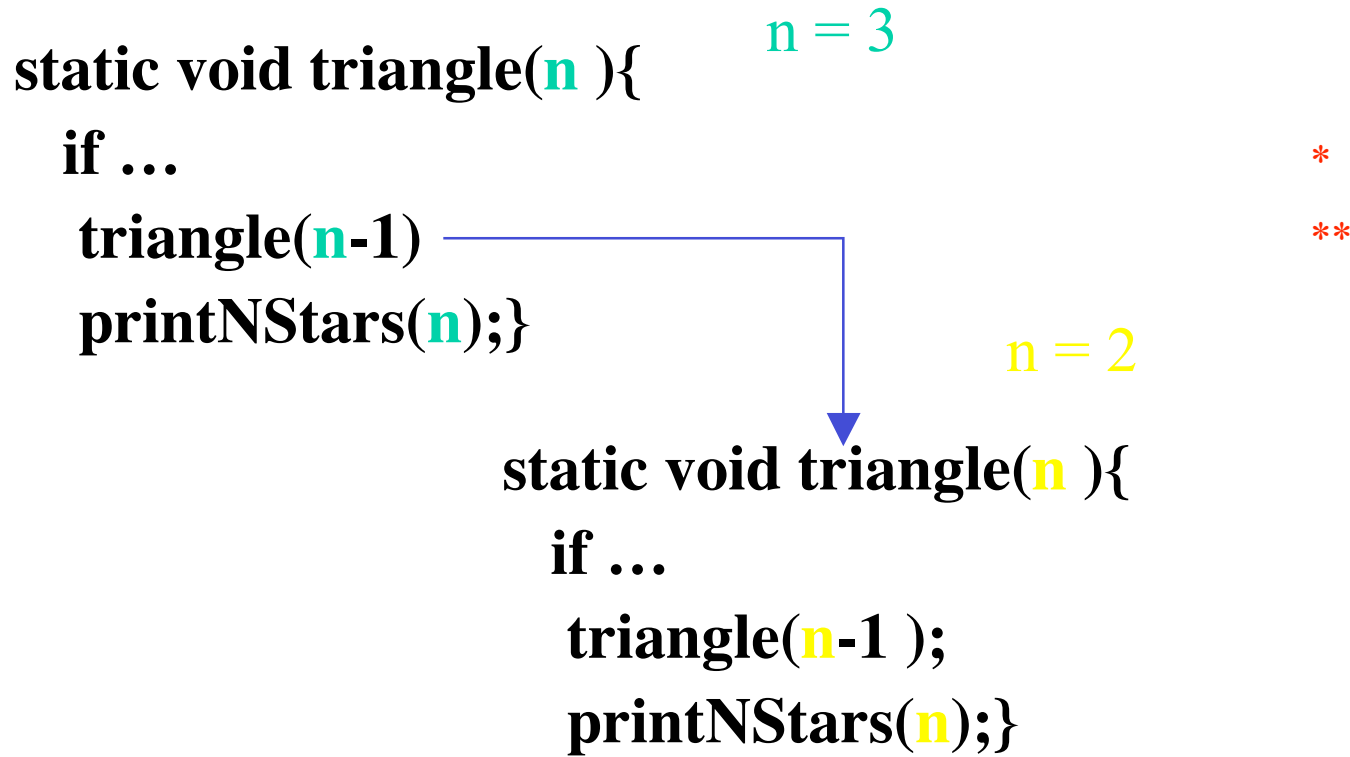 n = 3
static void triangle(n ){
if …
*
triangle(n-1)
**
printNStars(n);}
n = 2
static void triangle(n ){
if …
triangle(n-1 );
printNStars(n);}